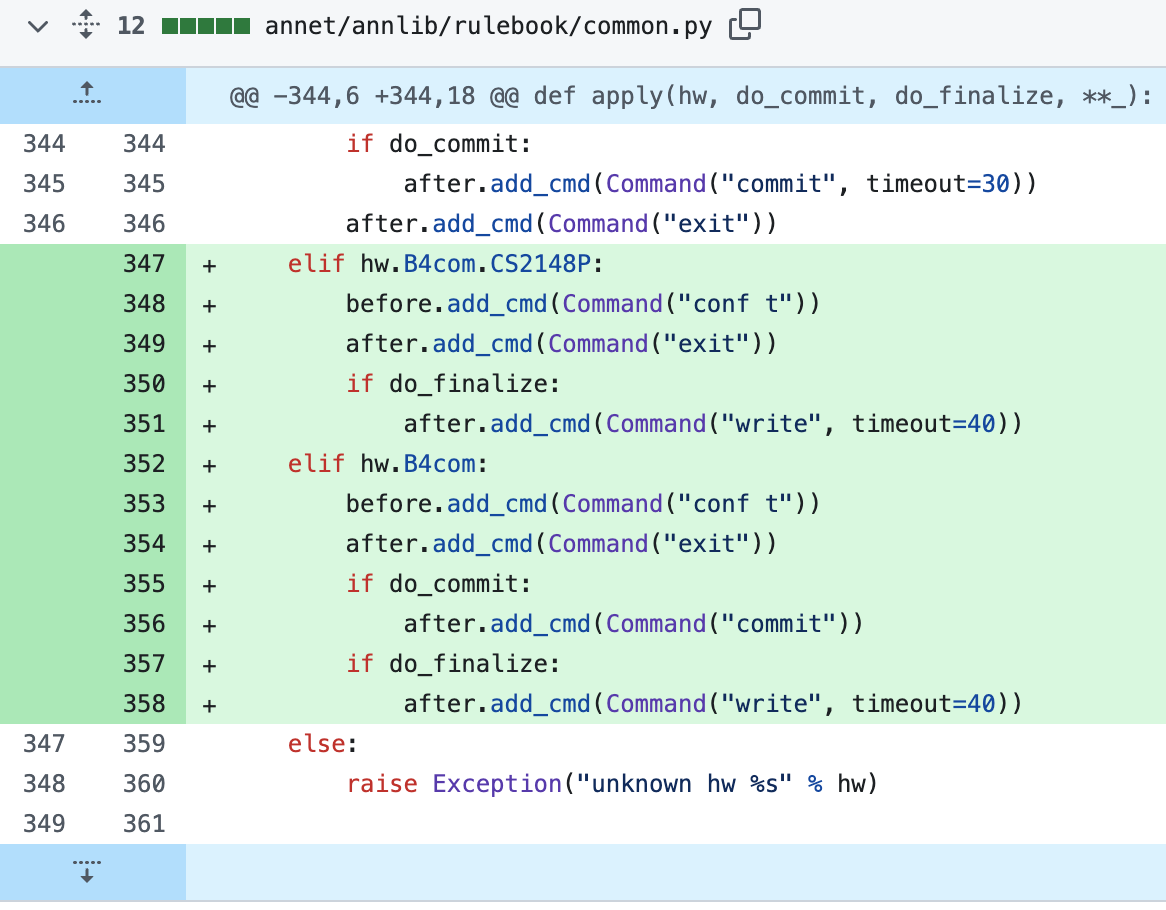 12 annet/annlib/rulebook/common.py
@@ -344,6 +344,18 @@ def apply(hw, do_commit, do_finalize, **_):
344 344 if do_commit:
345 345 after.add_cmd(Command("commit", timeout=30))
346 346 after.add_cmd(Command("exit"))
347 + elif hw.B4com.CS2148P:
348 + before.add_cmd(Command("conf t"))
349 + after.add_cmd(Command("exit"))
350 + if do_finalize:
351 + after.add_cmd(Command("write", timeout=40))
352 + elif hw.B4com:
353 + before.add_cmd(Command("conf t"))
354 + after.add_cmd(Command("exit"))
355 + if do_commit:
356 + after.add_cmd(Command("commit"))
357 + if do_finalize:
358 + after.add_cmd(Command("write", timeout=40))
347 359 else:
348 360 raise Exception("unknown hw %s" % hw)
349 361